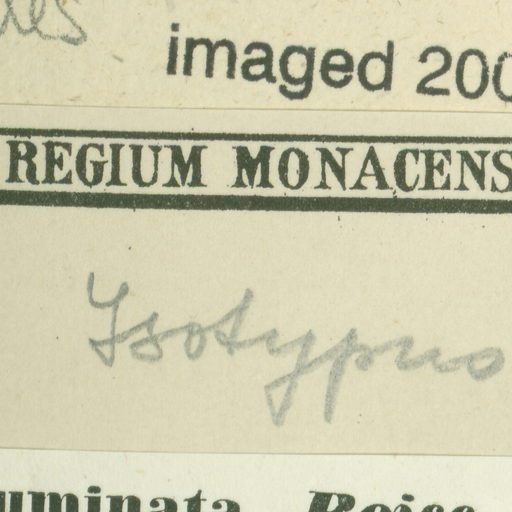 imaged 200
REGIUM MONACENS
Isotypus
uminata Boiss